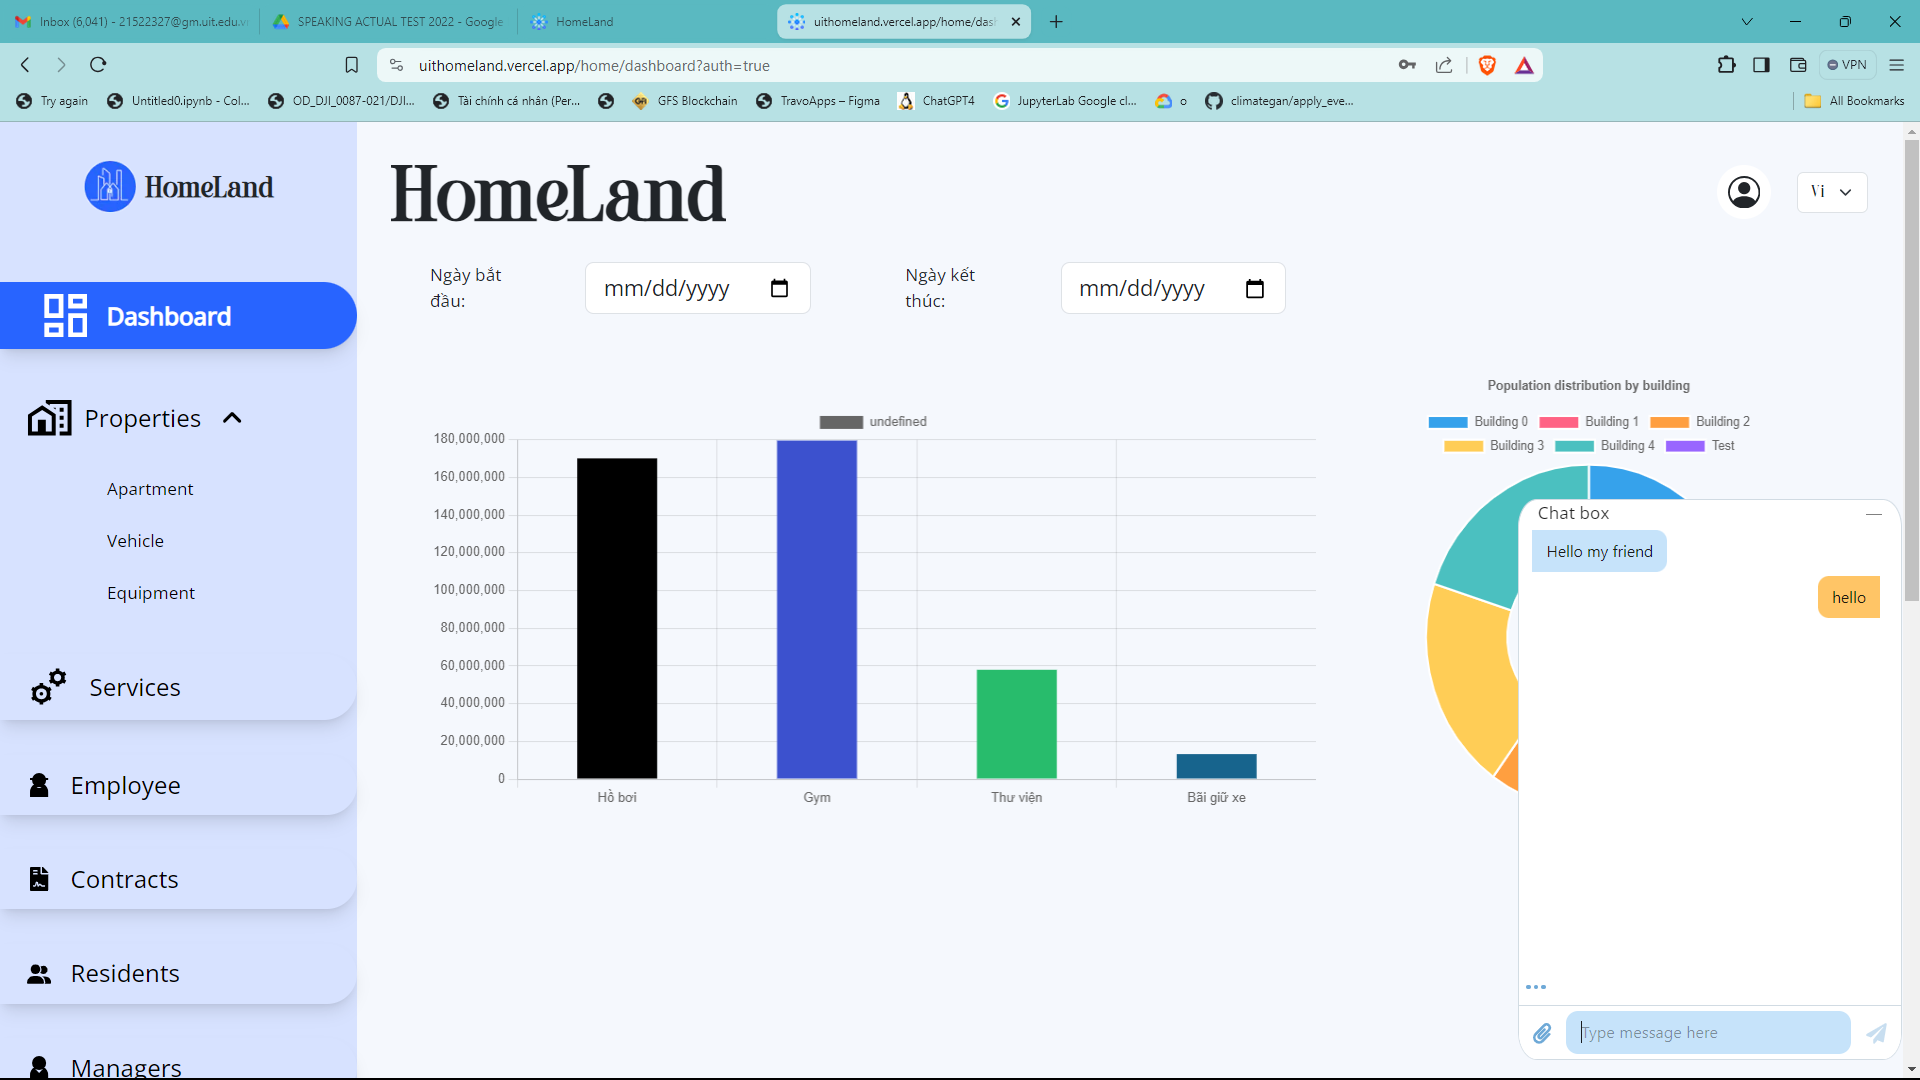 Inbox (6,041) - 21522327@gm.uit.edu.v
SPEAKING ACTUAL TEST 2022 - Google
HomeLand
uithomeland.vercel.app/home/das
uithomeland.vercel.app/home/dashboard?auth=true
VPN
Try again
Untitled0.ipynb - Col...
OD_DJI_0087-021/DJI...
Tài chính cá nhân (Per...
GFS Blockchain
TravoApps – Figma
ChatGPT4
JupyterLab Google cl...
o
climategan/apply_eve...
All Bookmarks
HomeLand
HomeLand
Vi
Ngày bắt
đầu:
mm/dd/yyyy
Ngày kết
thúc:
mm/dd/yyyy
Dashboard
Properties
Apartment
Vehicle
Equipment
Services
Employee
Contracts
Residents
Managers
undefined
180,000,000
160,000,000
140,000,000
120,000,000
100,000,000
80,000,000
60,000,000
40,000,000
20,000,000
0
Hồ bơi
Gym
Thư viện
Bãi giữ xe
Population distribution by building
Building 0
Building 1
Building 2
Building 3
Building 4
Test
Chat box
Hello my friend
hello
Type message here